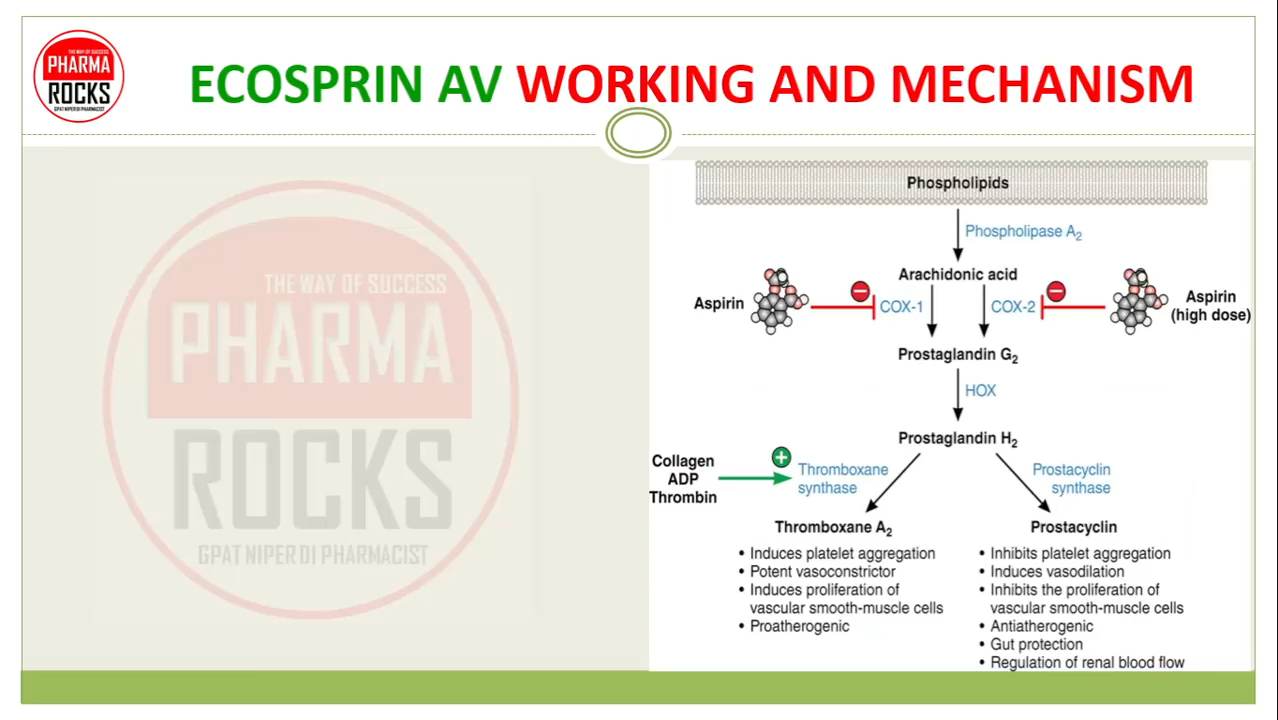 THE WAY OF SUCCESS
PHARMA
ROCKS
GPAT NIPER DI PHARMACIST
ECOSPRIN AV WORKING AND MECHANISM
THE WAY OF SUCCESS
PHARMA
ROCKS
GPAT NIPER DI PHARMACIST
Phospholipids
Phospholipase A₂
Arachidonic acid
Aspirin
COX-1
COX-2
Aspirin
(high dose)
Prostaglandin G₂
HOX
Prostaglandin H₂
Collagen
ADP
Thrombin
Thromboxane
synthase
Prostacyclin
synthase
Thromboxane A₂
• Induces platelet aggregation
• Potent vasoconstrictor
• Induces proliferation of
vascular smooth-muscle cells
• Proatherogenic
Prostacyclin
• Inhibits platelet aggregation
• Induces vasodilation
• Inhibits the proliferation of
vascular smooth-muscle cells
• Antiatherogenic
• Gut protection
• Regulation of renal blood flow